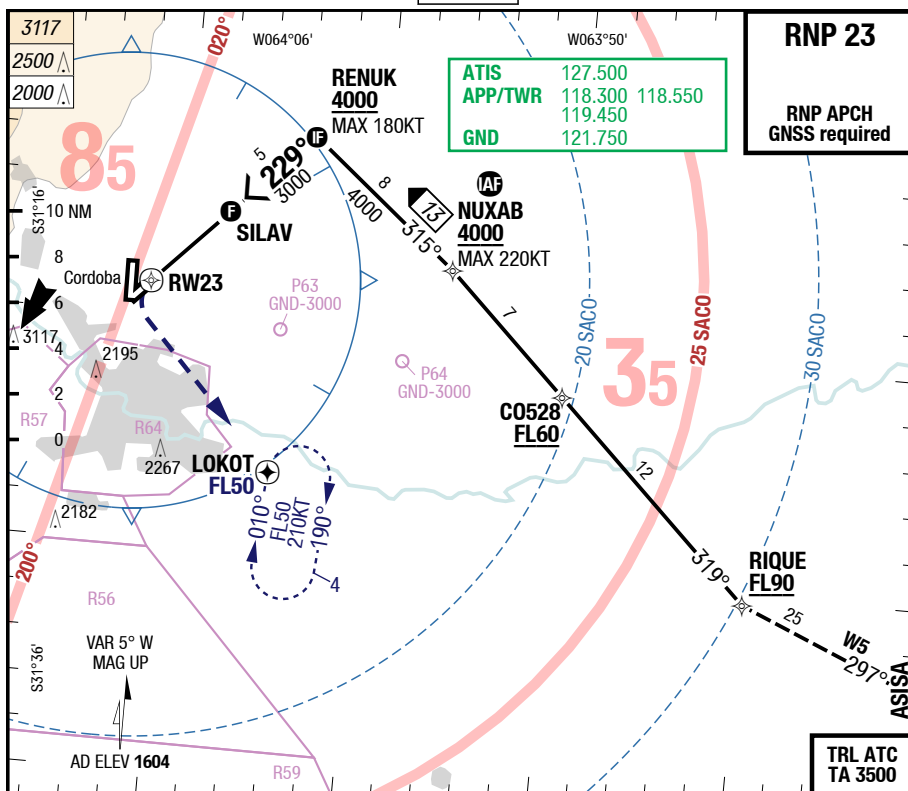 3117
2500
2000
020°
W064°06'
W063°50'
RNP 23
RNP APCH
GNSS required
ATIS 127.500
APP/TWR 118.300 118.550
119.450
GND 121.750
RENUK
4000
MAX 180KT
IF
85
5
229°
3000
8
4000
13
IAF
NUXAB
4000
MAX 220KT
315°
S31°16'
10 NM
F
SILAV
8
Cordoba
RW23
6
P63
GND-3000
7
20 SACO
25 SACO
30 SACO
3117
4
2195
P64
GND-3000
35
2
CO528
FL60
R57
R64
0
2267
LOKOT
FL50
12
010°
FL50
210KT
190°
2182
200°
4
319°
RIQUE
FL90
R56
25
W5
297°
ASISA
S31°36'
VAR 5° W
MAG UP
AD ELEV 1604
R59
TRL ATC
TA 3500